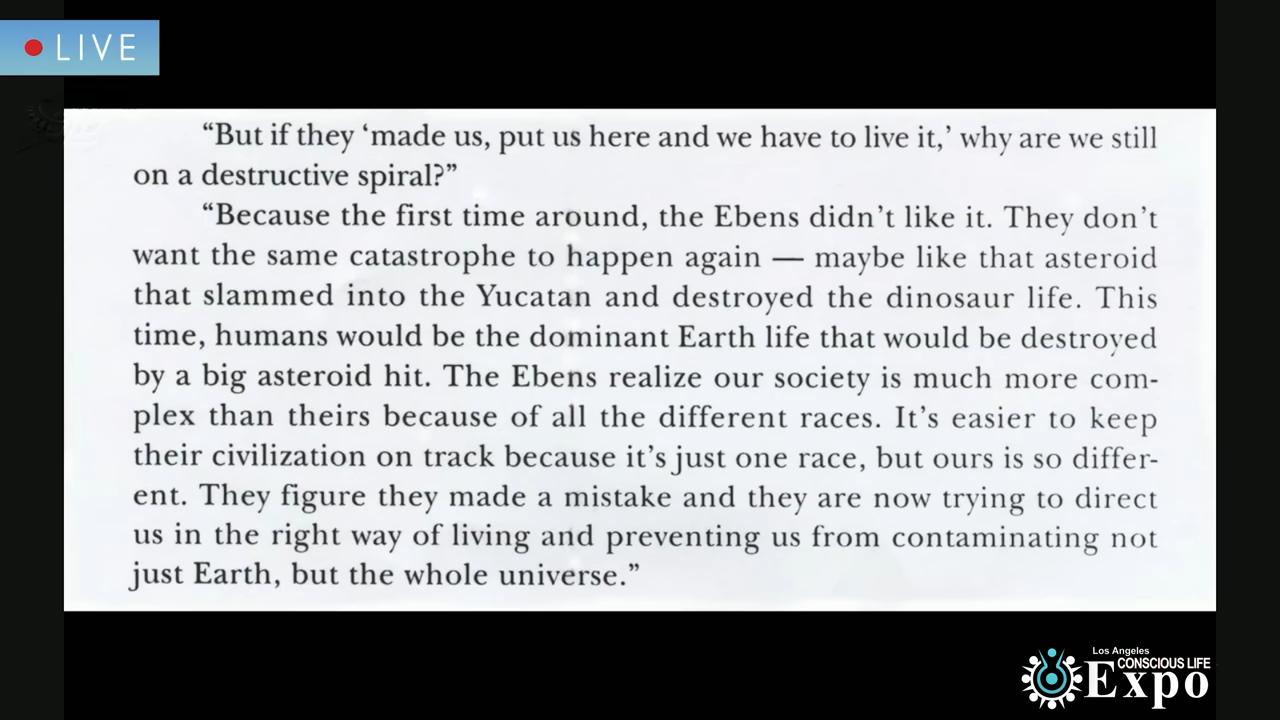 LIVE
“But if they ‘made us, put us here and we have to live it,’ why are we still
on a destructive spiral?”
“Because the first time around, the Ebens didn’t like it. They don’t
want the same catastrophe to happen again — maybe like that asteroid
that slammed into the Yucatan and destroyed the dinosaur life. This
time, humans would be the dominant Earth life that would be destroyed
by a big asteroid hit. The Ebens realize our society is much more com-
plex than theirs because of all the different races. It’s easier to keep
their civilization on track because it’s just one race, but ours is so differ-
ent. They figure they made a mistake and they are now trying to direct
us in the right way of living and preventing us from contaminating not
just Earth, but the whole universe.”
Los Angeles
CONSCIOUS LIFE
Expo